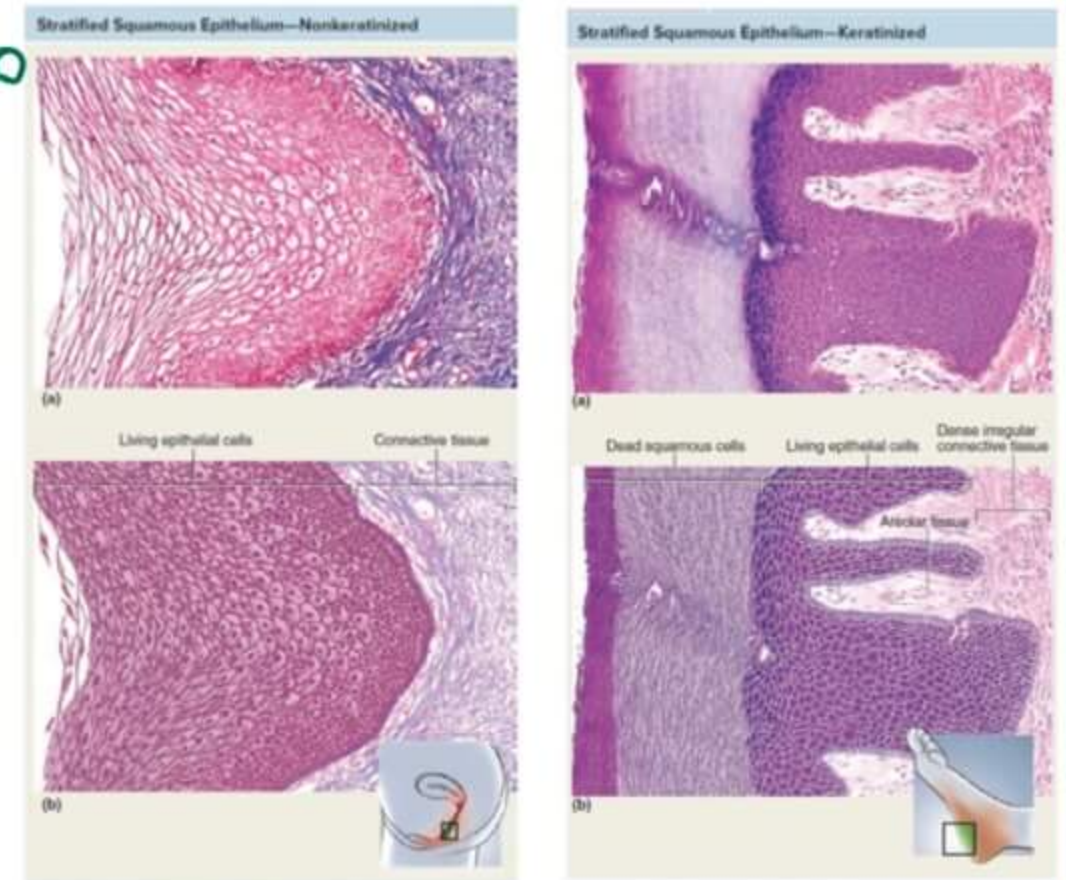 Stratified Squamous Epithelium—Nonkeratinized
(a)
Living epithelial cells
Connective tissue
(b)
Stratified Squamous Epithelium—Keratinized
(a)
Dead squamous cells
Living epithelial cells
Dense irregular
connective tissue
Areolar tissue
(b)